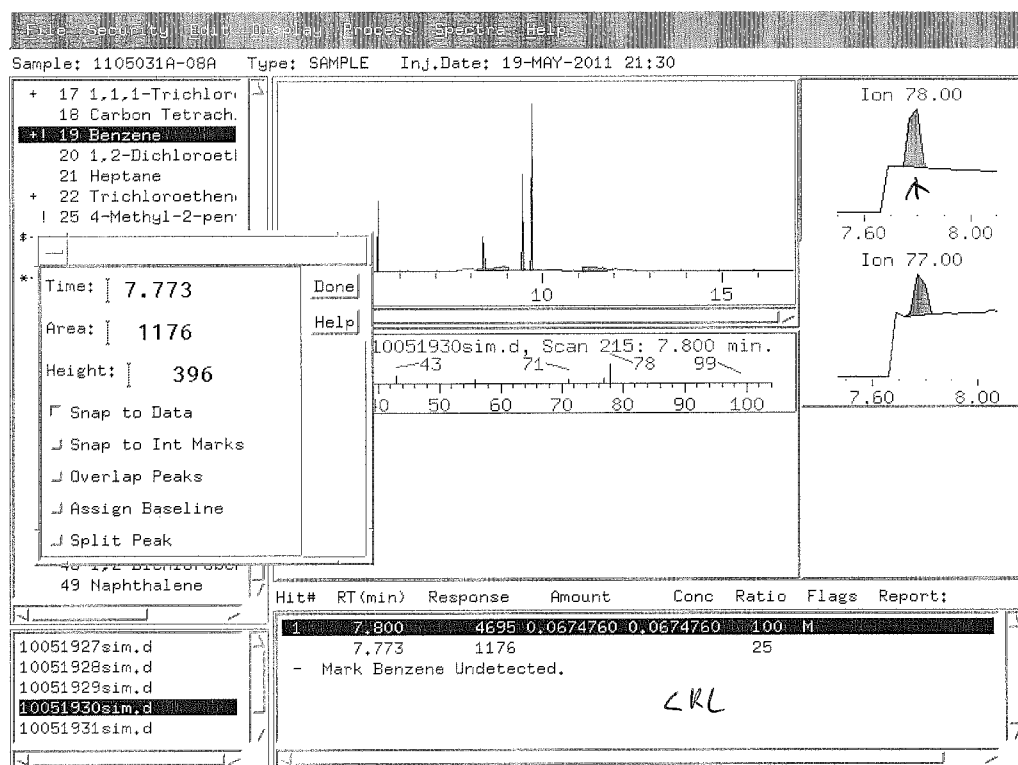 File Security Edit Display Process Spectra Help
Sample: 1105031A-08A Type: SAMPLE Inj.Date: 19-MAY-2011 21:30
+ 17 1,1,1-Trichlor
18 Carbon Tetrach.
+! 19 Benzene
20 1,2-Dichloroet
21 Heptane
+ 22 Trichloroethen
! 25 4-Methyl-2-pen
Time: 7.773
Done
Area: 1176
Help
Height: 396
Snap to Data
Snap to Int Marks
Overlap Peaks
Assign Baseline
Split Peak
49 Naphthalene
10 15
10051930sim.d, Scan 215: 7.800 min.
43 71 78 99
50 60 70 80 90 100
Ion 78.00
7.60 8.00
Ion 77.00
7.60 8.00
Hit# RT(min) Response Amount Conc Ratio Flags Report:
1 7.800 4695 0.0674760 0.0674760 100 M
7.773 1176 25
- Mark Benzene Undetected.
<RL
10051927sim.d
10051928sim.d
10051929sim.d
10051930sim.d
10051931sim.d